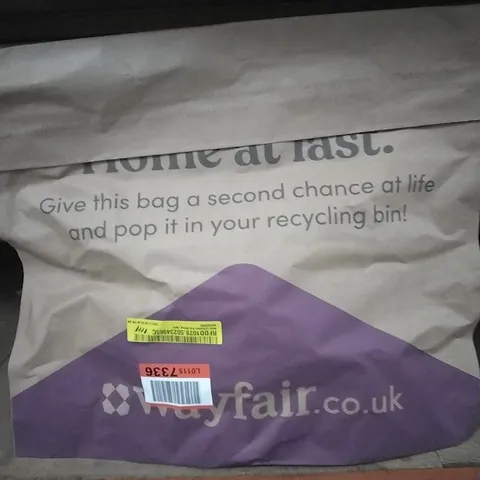 Home at last.
Give this bag a second chance at life
and pop it in your recycling bin!
L0115 7336
wayfair.co.uk